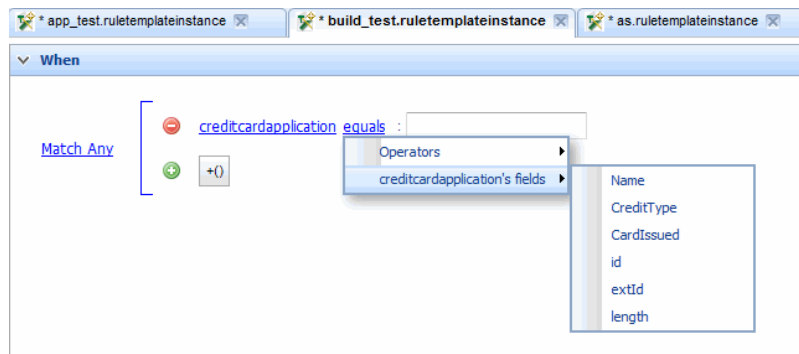 * app_test.ruletemplateinstance * build_test.ruletemplateinstance * as.ruletemplateinstance
When
creditcardapplication equals :
Match Any
+()
Operators
creditcardapplication's fields
Name
CreditType
CardIssued
id
extId
length